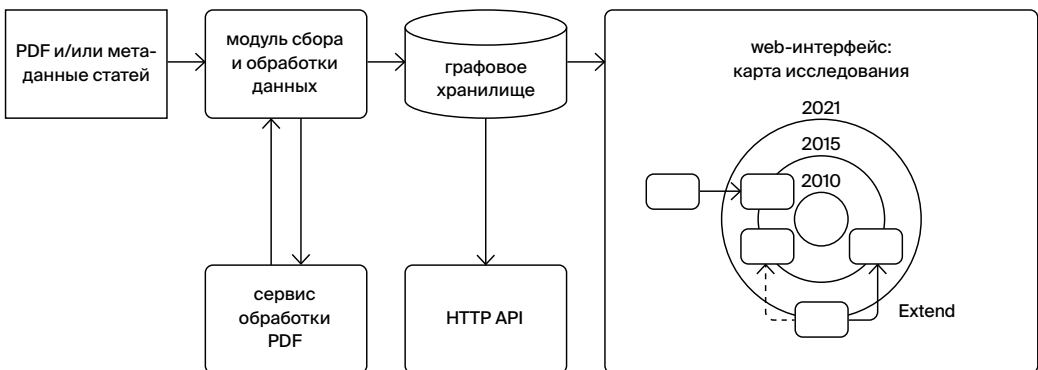 PDF и/или мета-
данные статей
модуль сбора
и обработки
данных
графовое
хранилище
web-интерфейс:
карта исследования
2021
2015
2010
Extend
сервис
обработки
PDF
HTTP API